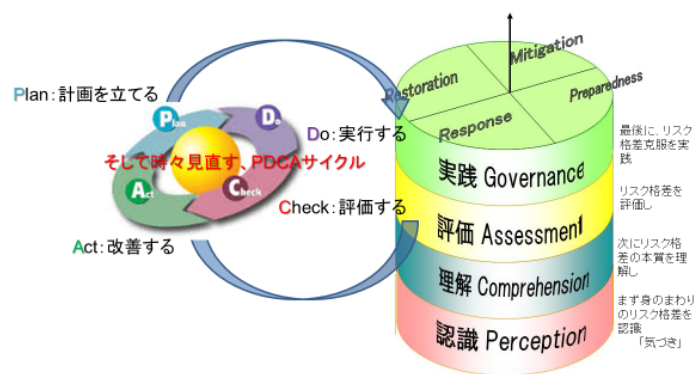 Plan:計画を立てる
Plan
Do
Do:実行する
そして時々見直す、PDCAサイクル
Act
Check
Check:評価する
Act:改善する
Mitigation
Restoration
Preparedness
Response
実践 Governance
最後に、リスク
格差克服を実
践
評価 Assessment
リスク格差を
評価し
理解 Comprehension
次にリスク格
差の本質を理
解し
認識 Perception
まず身のまわり
のリスク格差を
認識
「気づき」